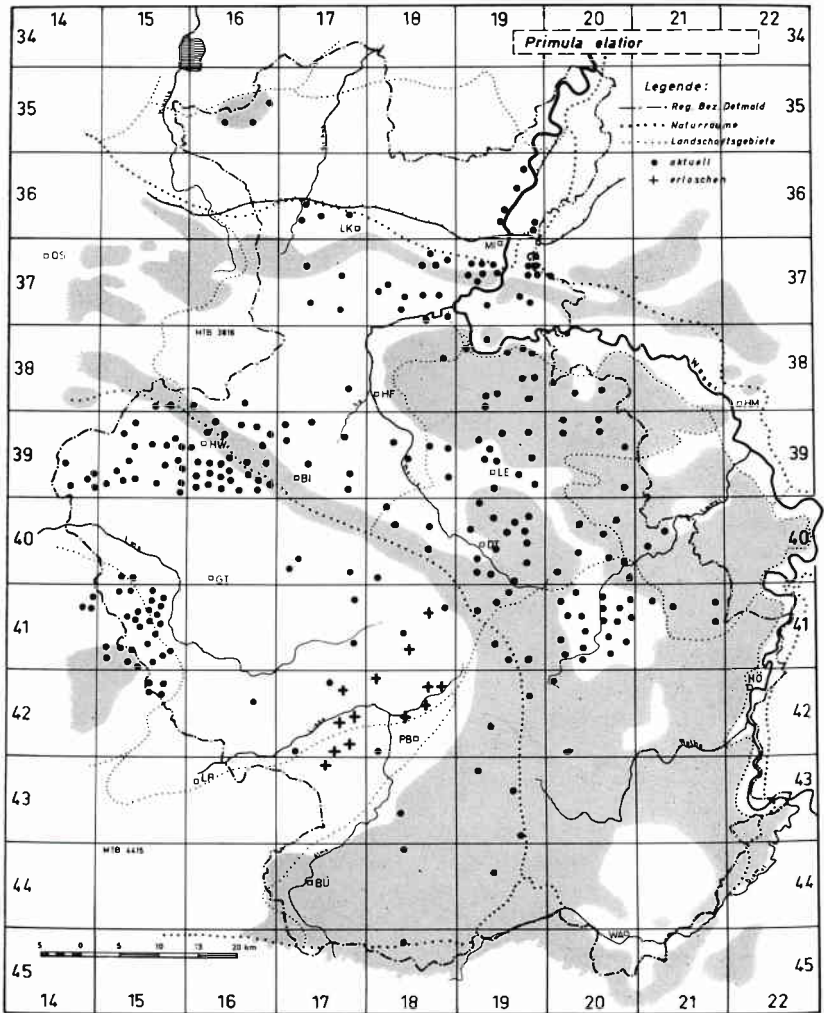 14 15 16 17 18 19 20 21 22
34 34
Primula elatior
Legende:
35 35
Reg. Bez. Detmold
Naturräume
Landschaftsgebiete
aktuell
erloschen
36 36
LK
MI
OS
37 37
MTB 3816
38 38
Weser
HF
HM
39 39
HW
BI
LE
40 40
DT
GT
41 41
HÖ
42 42
PB
LP
43 43
MTB 4415
BÜ
44 44
WAR
5 0 5 10 15 20 km
45 45
14 15 16 17 18 19 20 21 22